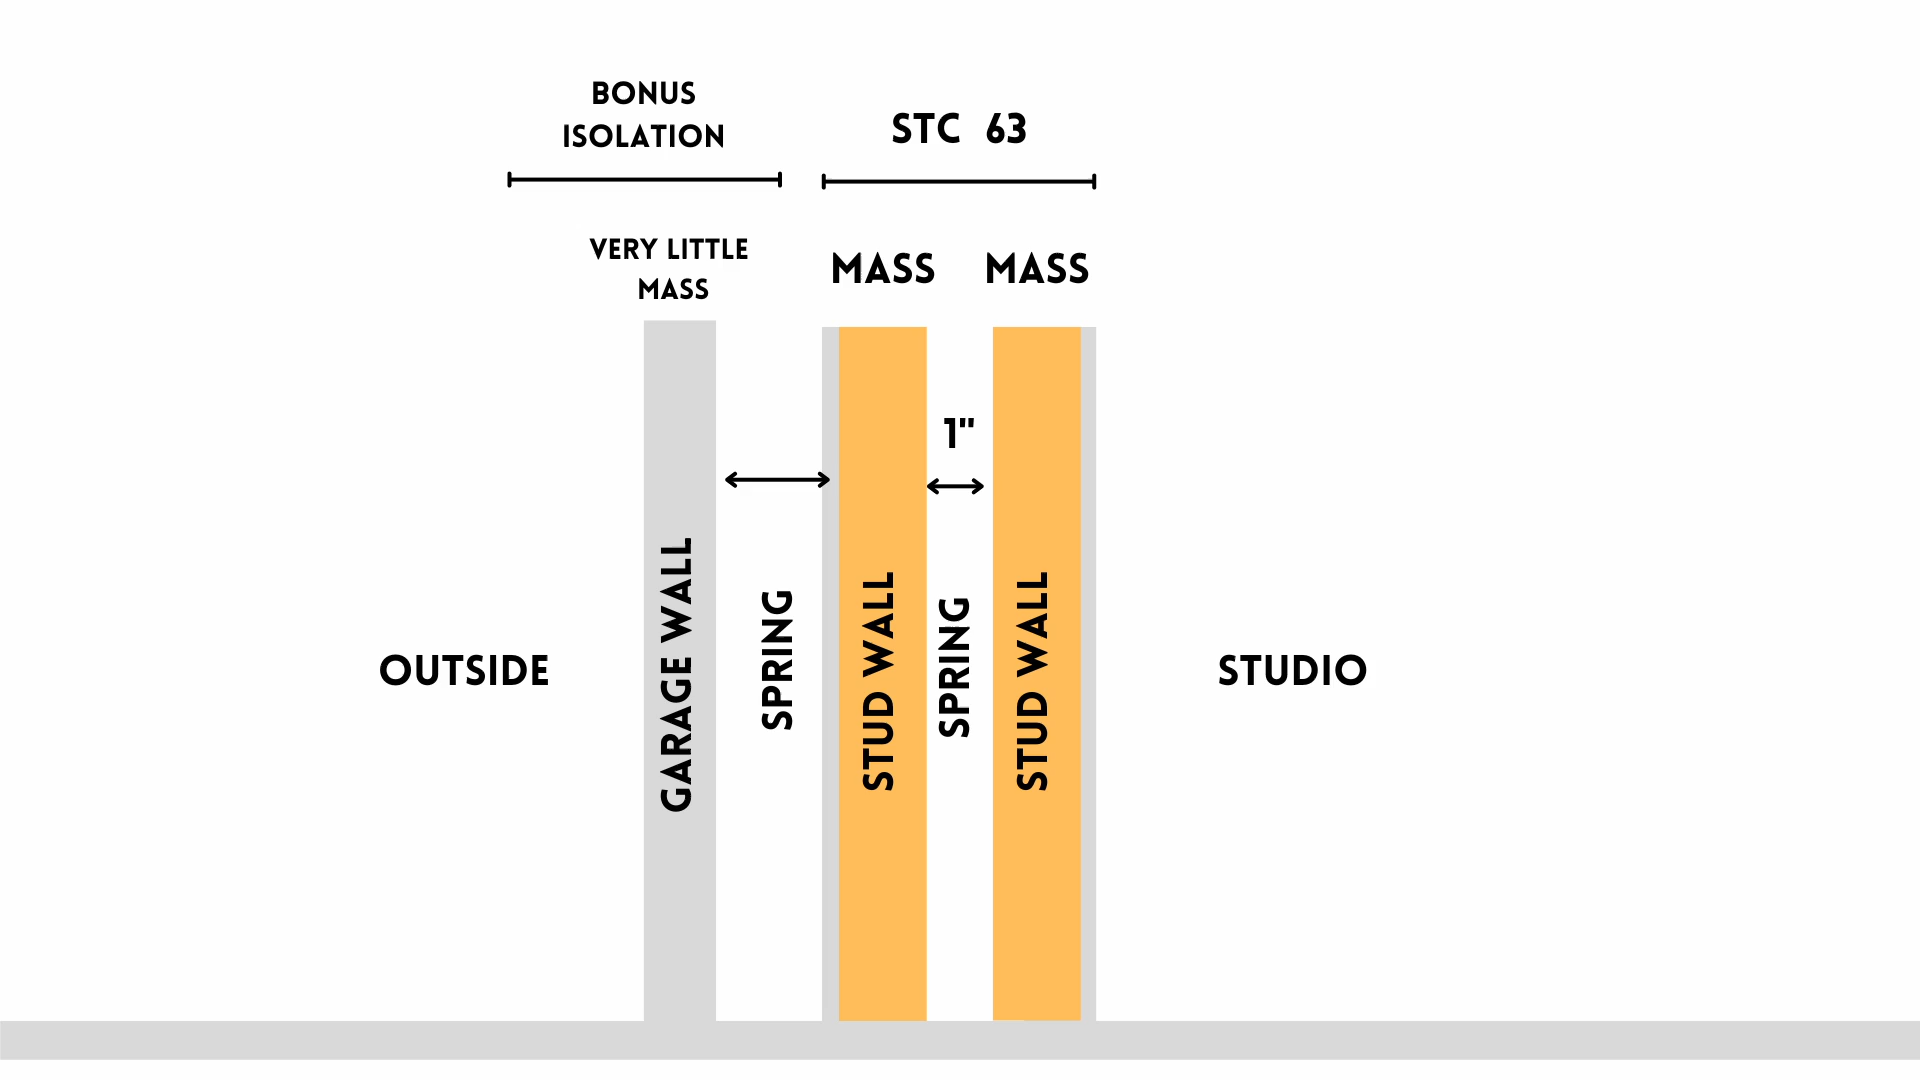 BONUS
ISOLATION
STC 63
VERY LITTLE
MASS
MASS
MASS
1"
GARAGE WALL
SPRING
STUD WALL
SPRING
STUD WALL
OUTSIDE
STUDIO